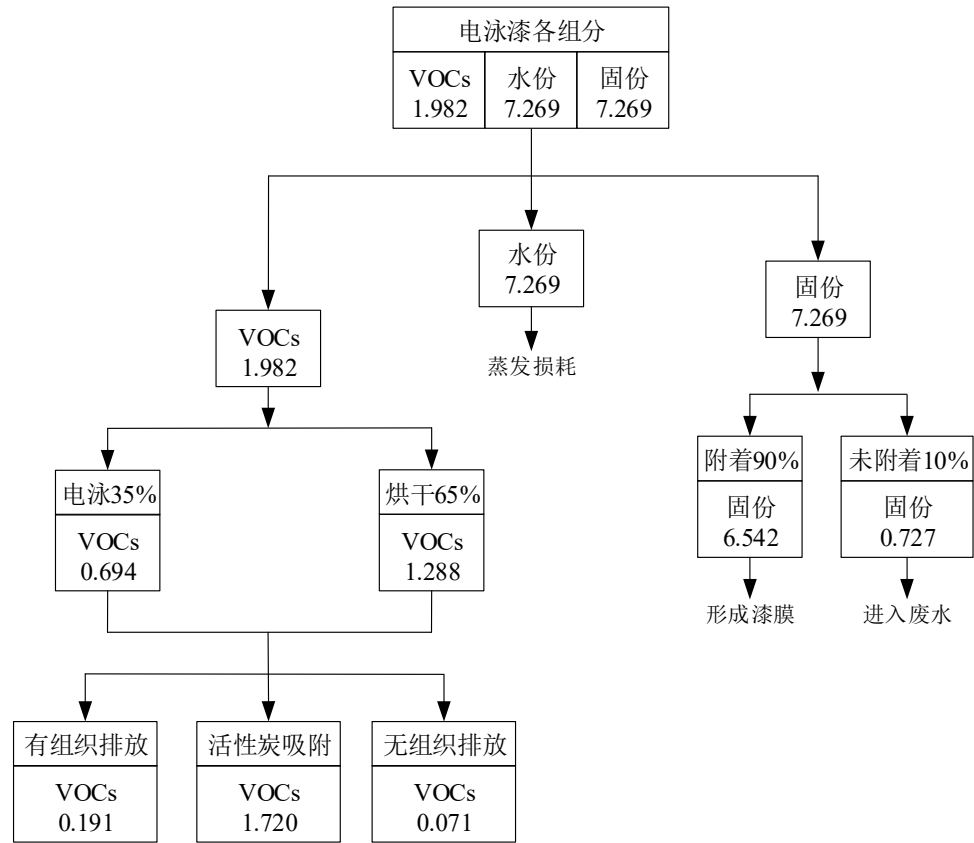 电泳漆各组分
VOCs 水份 固份
1.982 7.269 7.269
水份
7.269
固份
7.269
VOCs
1.982
蒸发损耗
附着90% 未附着10%
电泳35% 烘干65%
固份 固份
6.542 0.727
VOCs VOCs
0.694 1.288
形成漆膜 进入废水
有组织排放 活性炭吸附 无组织排放
VOCs VOCs VOCs
0.191 1.720 0.071